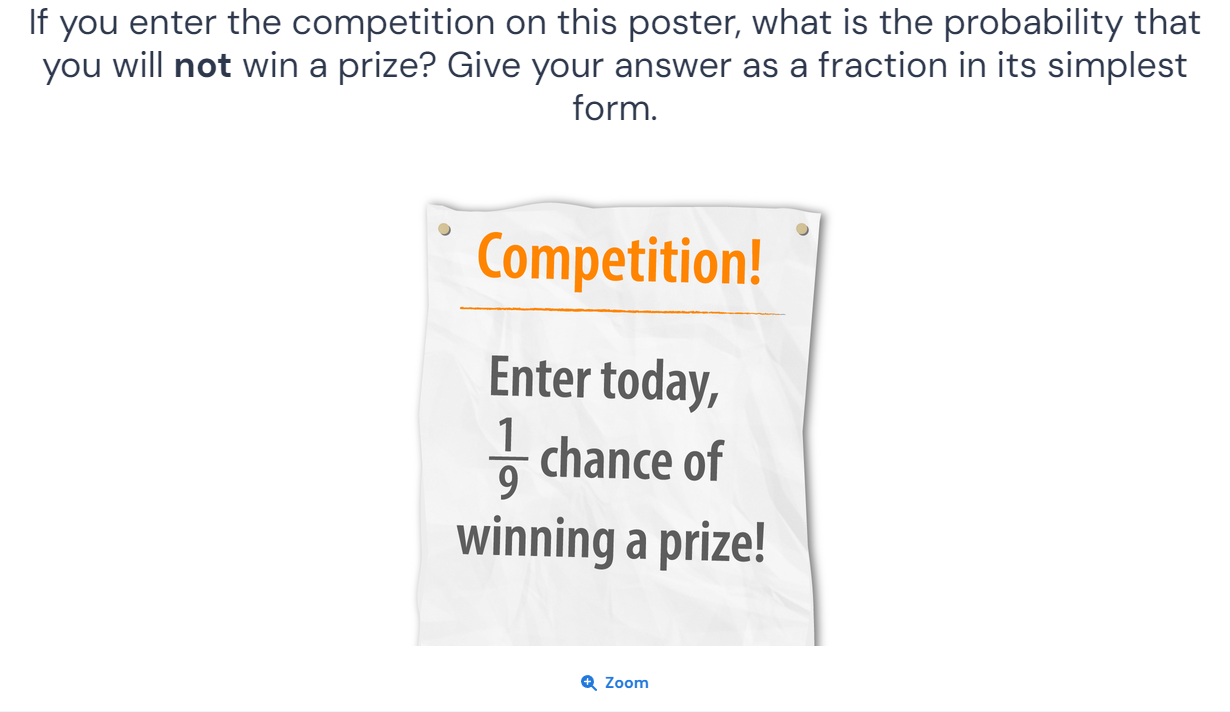 If you enter the competition on this poster, what is the probability that
you will not win a prize? Give your answer as a fraction in its simplest
form.
Competition!
Enter today,
1/9 chance of
winning a prize!
Zoom